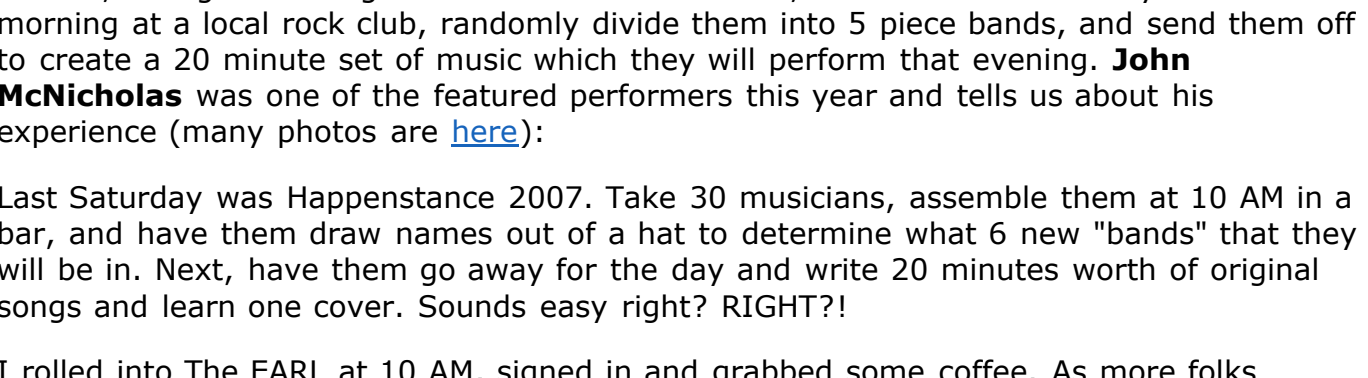 morning at a local rock club, randomly divide them into 5 piece bands, and send them off
to create a 20 minute set of music which they will perform that evening. John
McNicholas was one of the featured performers this year and tells us about his
experience (many photos are here):
Last Saturday was Happenstance 2007. Take 30 musicians, assemble them at 10 AM in a
bar, and have them draw names out of a hat to determine what 6 new "bands" that they
will be in. Next, have them go away for the day and write 20 minutes worth of original
songs and learn one cover. Sounds easy right? RIGHT?!
I rolled into The EARL at 10 AM, signed in and grabbed some coffee. As more folks